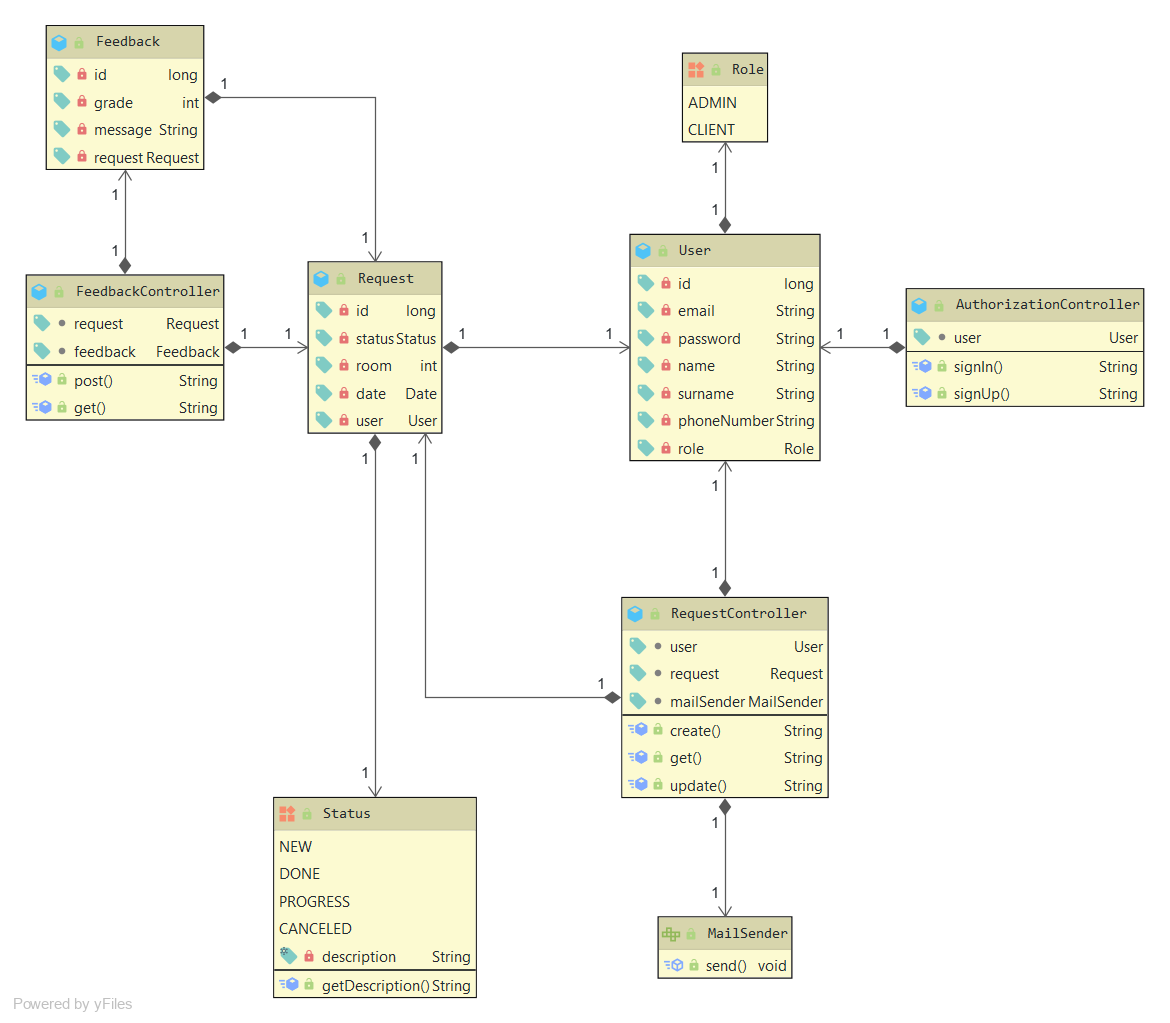 Feedback
id long
grade int
message String
request Request
1
1
1
1
Role
ADMIN
CLIENT
1
1
User
id long
email String
password String
name String
surname String
phoneNumber String
role Role
FeedbackController
request Request
feedback Feedback
post() String
get() String
1 1
Request
id long
status Status
room int
date Date
user User
1 1
1 1
AuthorizationController
user User
signIn() String
signUp() String
1 1
1
1
1
RequestController
user User
request Request
mailSender MailSender
create() String
get() String
update() String
1
1
Status
NEW
DONE
PROGRESS
CANCELED
description String
getDescription() String
1
1
MailSender
send() void
Powered by yFiles